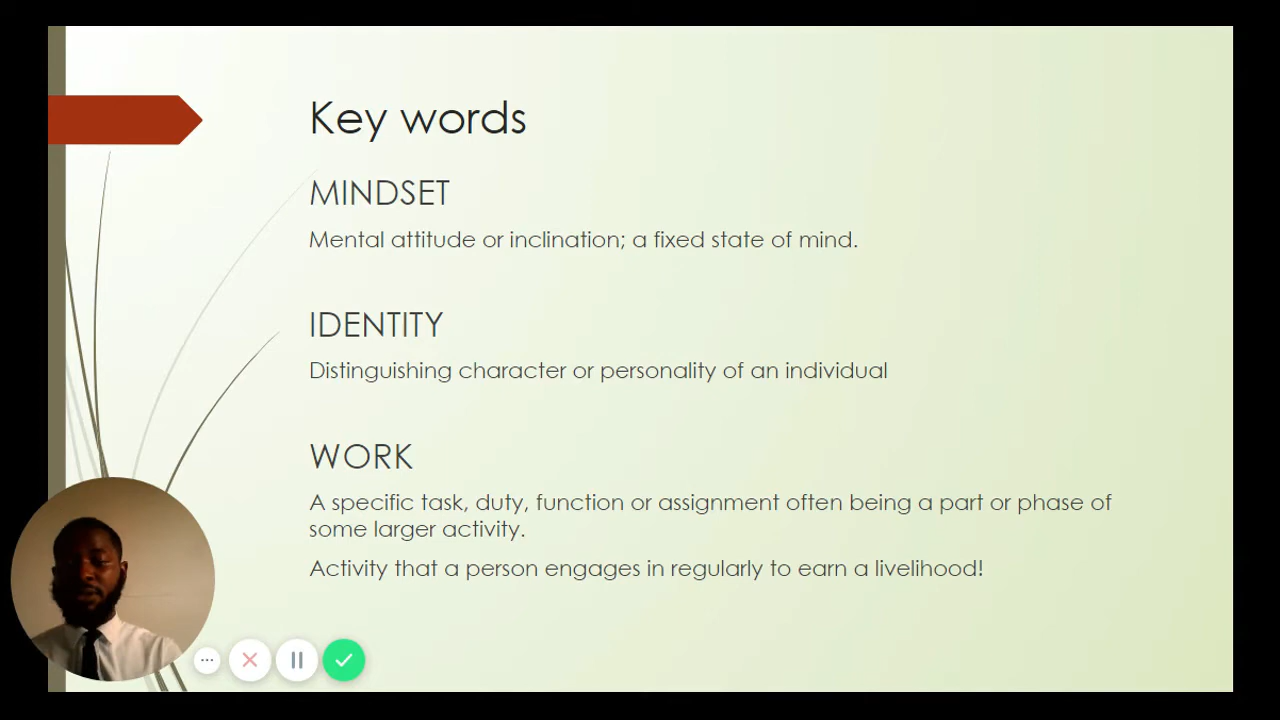 Key words
MINDSET
Mental attitude or inclination; a fixed state of mind.
IDENTITY
Distinguishing character or personality of an individual
WORK
A specific task, duty, function or assignment often being a part or phase of
some larger activity.
Activity that a person engages in regularly to earn a livelihood!